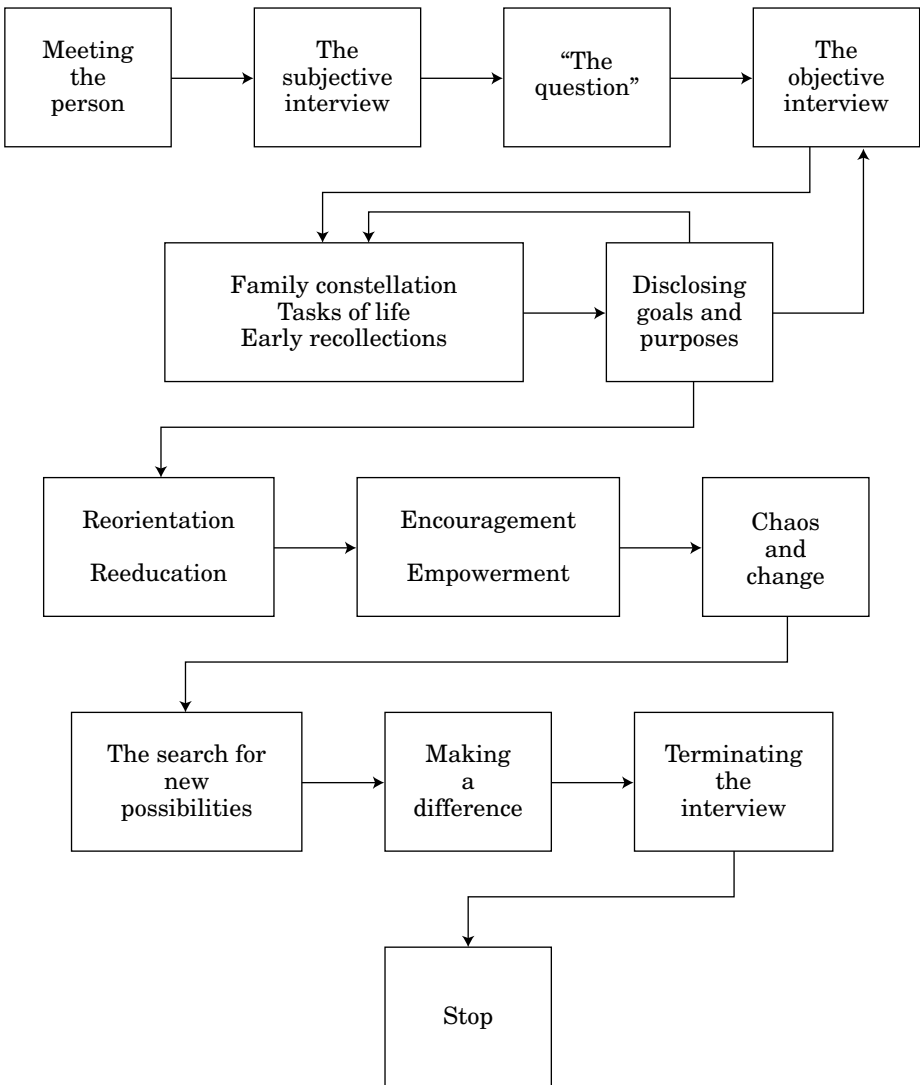 Meeting
the
person
The
subjective
interview
“The
question”
The
objective
interview
Family constellation
Tasks of life
Early recollections
Disclosing
goals and
purposes
Reorientation
Reeducation
Encouragement
Empowerment
Chaos
and
change
The search for
new
possibilities
Making
a
difference
Terminating
the
interview
Stop